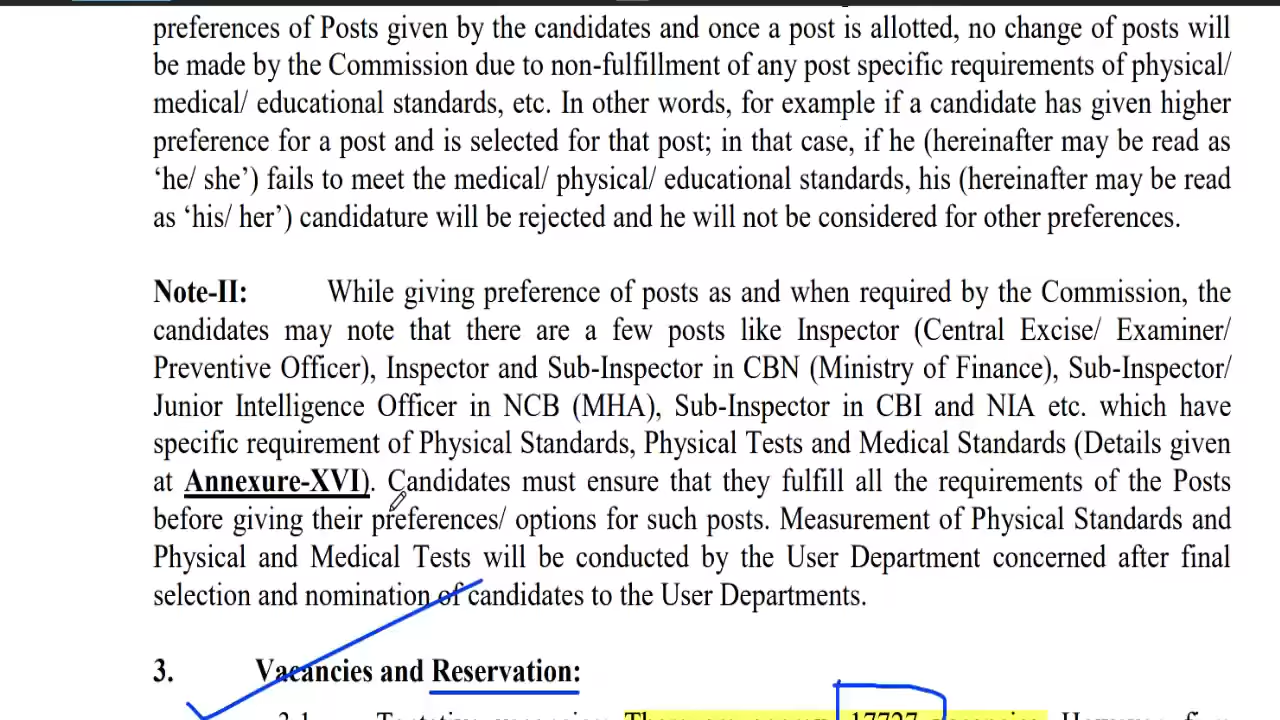 preferences of Posts given by the candidates and once a post is allotted, no change of posts will
be made by the Commission due to non-fulfillment of any post specific requirements of physical/
medical/ educational standards, etc. In other words, for example if a candidate has given higher
preference for a post and is selected for that post; in that case, if he (hereinafter may be read as
‘he/ she’) fails to meet the medical/ physical/ educational standards, his (hereinafter may be read
as ‘his/ her’) candidature will be rejected and he will not be considered for other preferences.
Note-II: While giving preference of posts as and when required by the Commission, the
candidates may note that there are a few posts like Inspector (Central Excise/ Examiner/
Preventive Officer), Inspector and Sub-Inspector in CBN (Ministry of Finance), Sub-Inspector/
Junior Intelligence Officer in NCB (MHA), Sub-Inspector in CBI and NIA etc. which have
specific requirement of Physical Standards, Physical Tests and Medical Standards (Details given
at Annexure-XVI). Candidates must ensure that they fulfill all the requirements of the Posts
before giving their preferences/ options for such posts. Measurement of Physical Standards and
Physical and Medical Tests will be conducted by the User Department concerned after final
selection and nomination of candidates to the User Departments.
3. Vacancies and Reservation:
3.1 Tentative vacancies: There are 17727 vacancies. However, firm